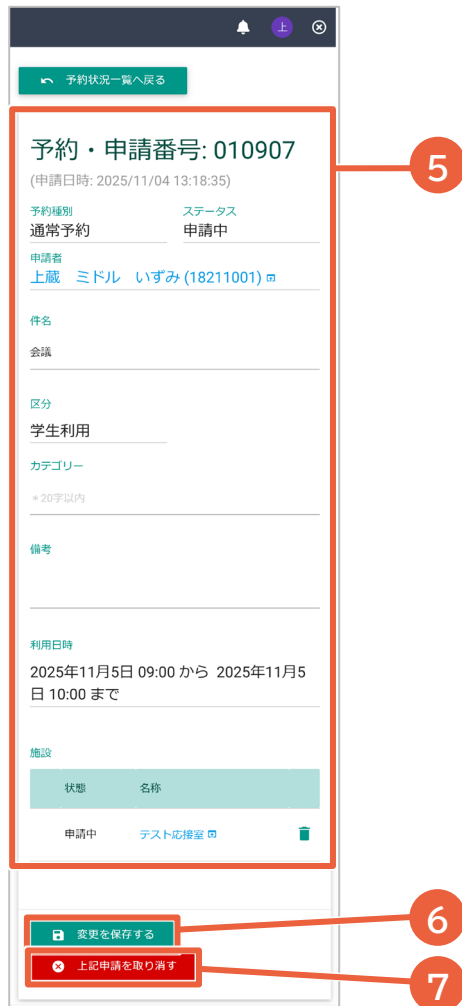 上
予約状況一覧へ戻る
予約・申請番号: 010907
(申請日時: 2025/11/04 13:18:35)
予約種別 ステータス
通常予約 申請中
申請者
上蔵 ミドル いずみ (18211001)
件名
会議
区分
学生利用
カテゴリー
*20字以内
備考
利用日時
2025年11月5日 09:00 から 2025年11月5
日 10:00 まで
施設
状態 名称
申請中 テスト応接室
変更を保存する
上記申請を取り消す
5
6
7